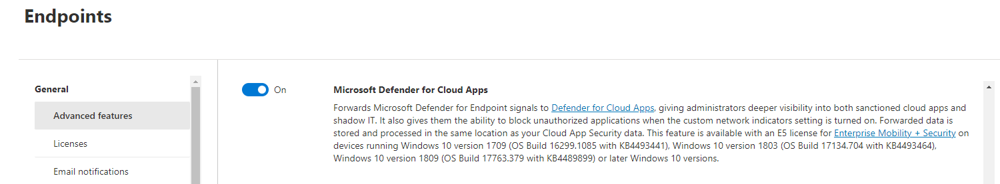 Endpoints
General
Advanced features
Licenses
Email notifications
On
Microsoft Defender for Cloud Apps
Forwards Microsoft Defender for Endpoint signals to Defender for Cloud Apps, giving administrators deeper visibility into both sanctioned cloud apps and
shadow IT. It also gives them the ability to block unauthorized applications when the custom network indicators setting is turned on. Forwarded data is
stored and processed in the same location as your Cloud App Security data. This feature is available with an E5 license for Enterprise Mobility + Security on
devices running Windows 10 version 1709 (OS Build 16299.1085 with KB4493441), Windows 10 version 1803 (OS Build 17134.704 with KB4493464),
Windows 10 version 1809 (OS Build 17763.379 with KB4489899) or later Windows 10 versions.